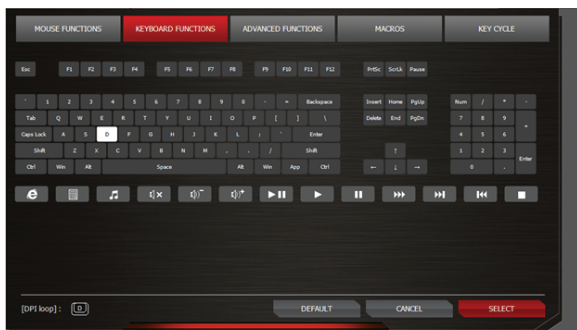 MOUSE FUNCTIONS KEYBOARD FUNCTIONS ADVANCED FUNCTIONS MACROS KEY CYCLE
Esc F1 F2 F3 F4 F5 F6 F7 F8 F9 F10 F11 F12 PrtSc ScrLk Pause
` 1 2 3 4 5 6 7 8 9 0 - = Backspace Insert Home PgUp Num / * -
Tab Q W E R T Y U I O P [ ] \ Delete End PgDn 7 8 9
Caps Lock A S D F G H J K L ; ' Enter 4 5 6 +
Shift Z X C V B N M , . / Shift ↑ 1 2 3
Ctrl Win Alt Space Alt Win App Ctrl ← ↓ → 0 . Enter
[DPI loop] : D DEFAULT CANCEL SELECT